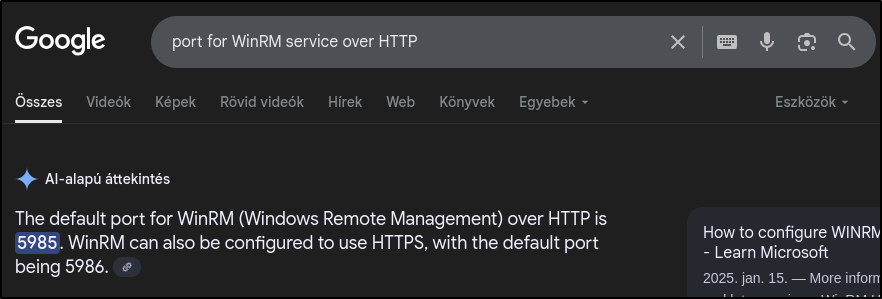 Google
port for WinRM service over HTTP
Összes Videók Képek Rövid videók Hírek Web Könyvek Egyebek Eszközök
AI-alapú áttekintés
The default port for WinRM (Windows Remote Management) over HTTP is
5985. WinRM can also be configured to use HTTPS, with the default port
being 5986.
How to configure WINRM
- Learn Microsoft
2025. jan. 15. — More inform